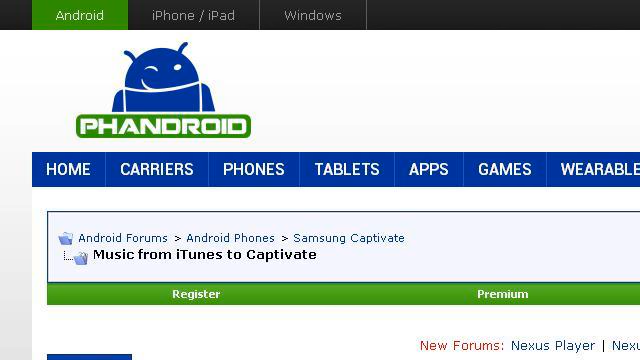 Android iPhone / iPad Windows
PHANDROID
HOME CARRIERS PHONES TABLETS APPS GAMES WEARABLE
Android Forums > Android Phones > Samsung Captivate
Music from iTunes to Captivate
Register Premium
New Forums: Nexus Player | Nexu